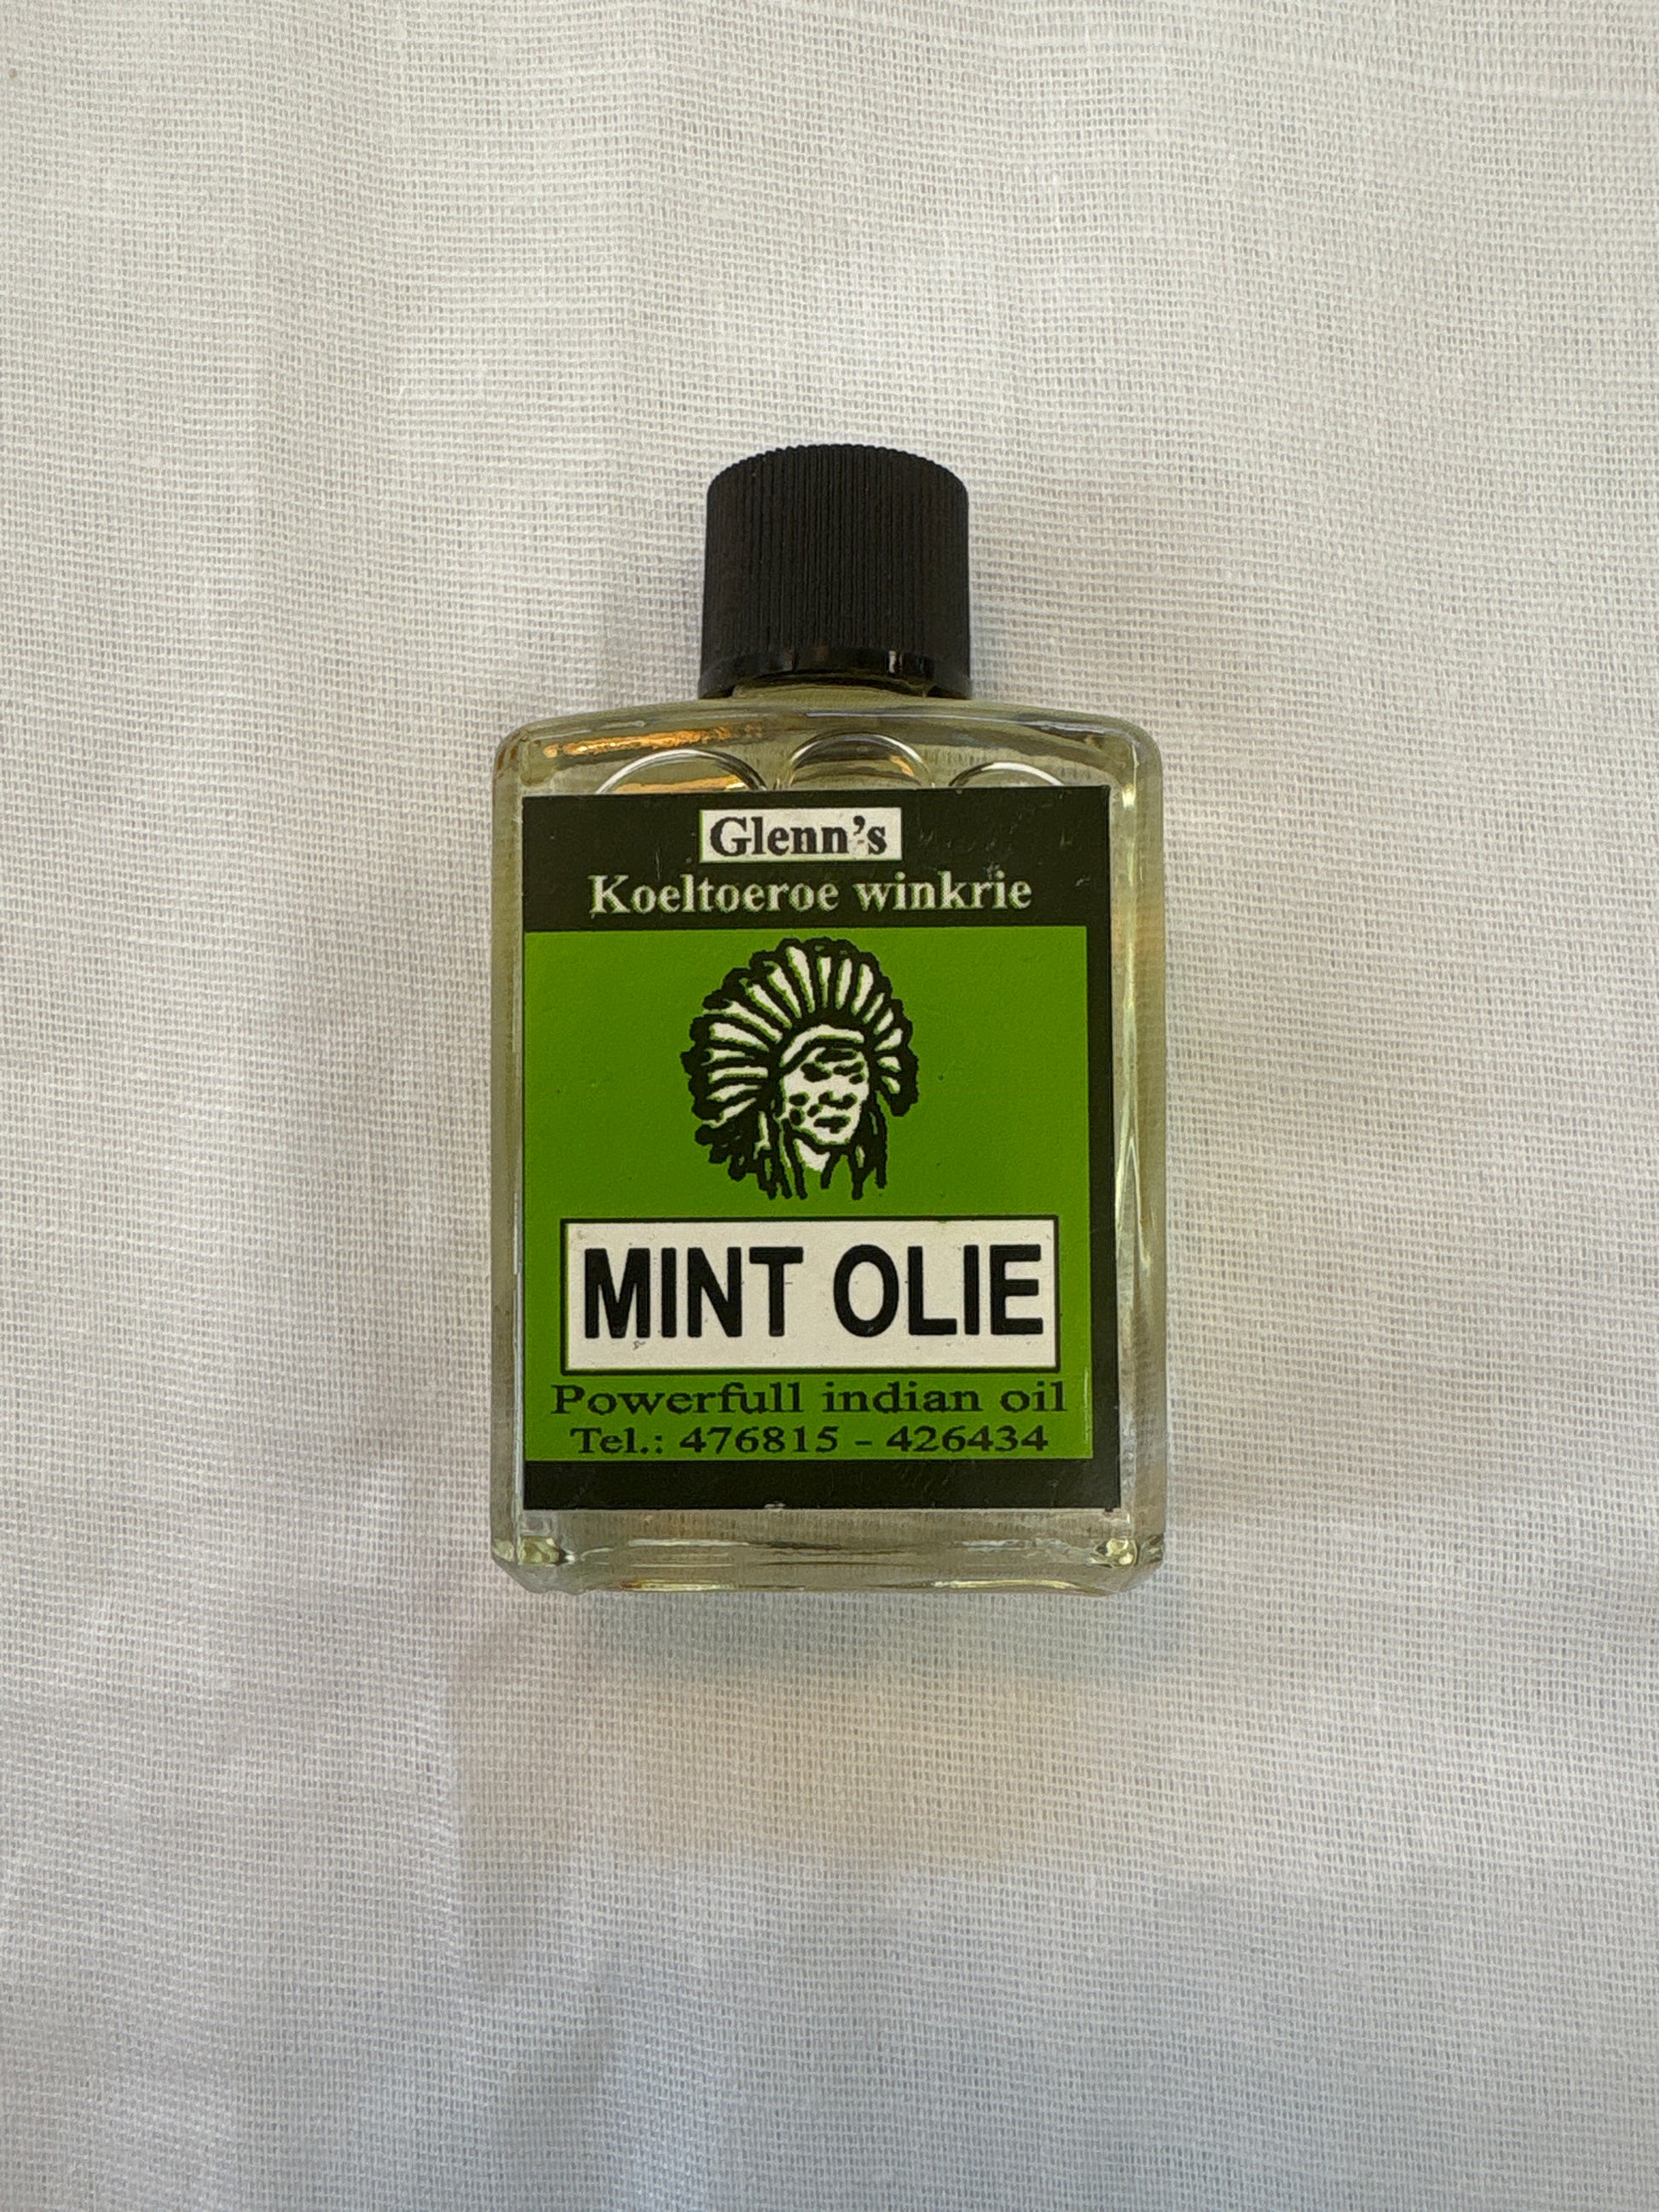 Glenn's
Koeltoeroe winkrie
MINT OLIE
Powerfull indian oil
Tel.: 476815 - 426434